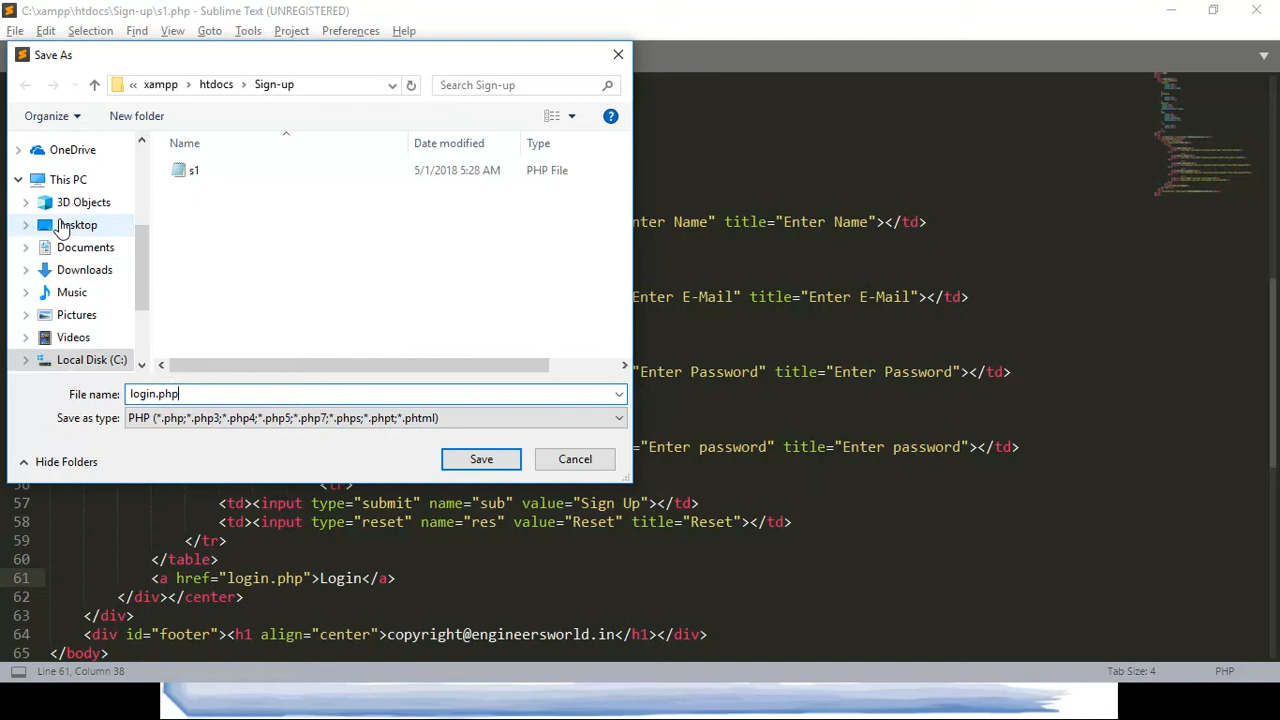 C:\xampp\htdocs\Sign-up\s1.php - Sublime Text (UNREGISTERED)
File Edit Selection Find View Goto Tools Project Preferences Help
Save As
« xampp > htdocs > Sign-up
Search Sign-up
Organize
New folder
Name Date modified Type
s1 5/1/2018 5:28 AM PHP File
OneDrive
This PC
3D Objects
Desktop
Documents
Downloads
Music
Pictures
Videos
Local Disk (C:)
File name: login.php
Save as type: PHP (*.php;*.php3;*.php4;*.php5;*.php7;*.phps;*.phpt;*.phtml)
Hide Folders
Save
Cancel
nter Name" title="Enter Name"></td>
Enter E-Mail" title="Enter E-Mail"></td>
"Enter Password" title="Enter Password"></td>
="Enter password" title="Enter password"></td>
56 <tr>
57 <td><input type="submit" name="sub" value="Sign Up"></td>
58 <td><input type="reset" name="res" value="Reset" title="Reset"></td>
59 </tr>
60 </table>
61 <a href="login.php">Login</a>
62 </div></center>
63 </div>
64 <div id="footer"><h1 align="center">copyright@engineersworld.in</h1></div>
65 </body>
Line 61, Column 38
Tab Size: 4
PHP